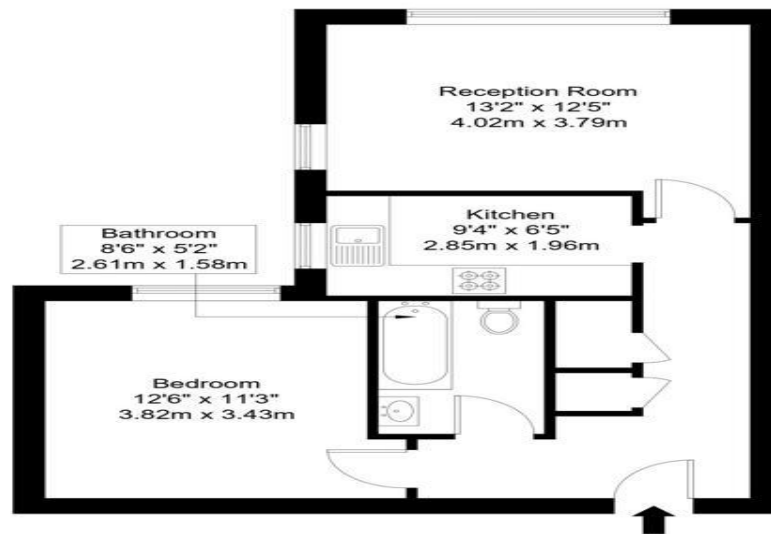 Reception Room
13'2" x 12'5"
4.02m x 3.79m
Kitchen
9'4" x 6'5"
2.85m x 1.96m
Bathroom
8'6" x 5'2"
2.61m x 1.58m
Bedroom
12'6" x 11'3"
3.82m x 3.43m